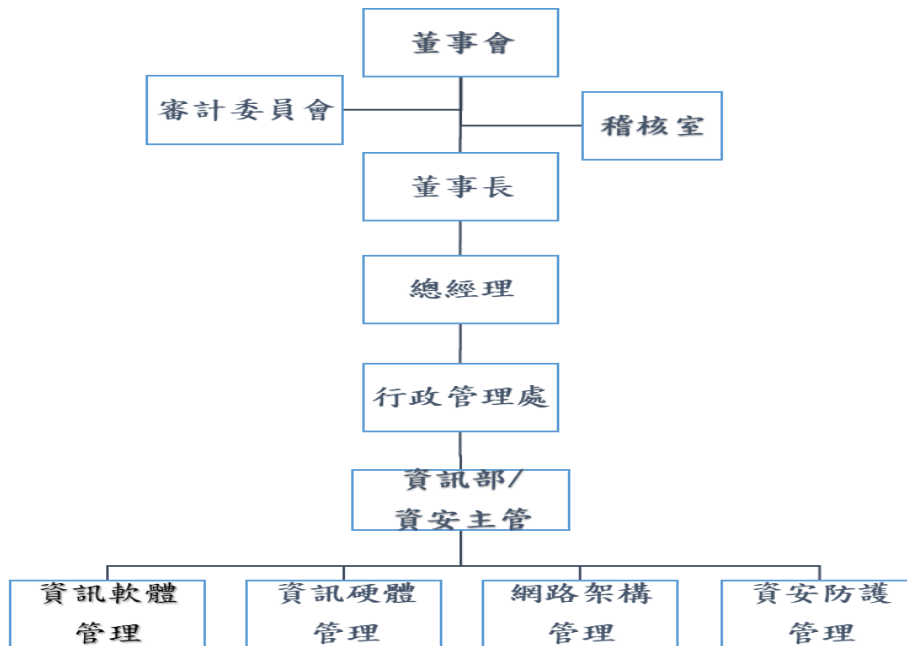 董事會
審計委員會
稽核室
董事長
總經理
行政管理處
資訊部/
資安主管
資訊軟體
管理
資訊硬體
管理
網路架構
管理
資安防護
管理